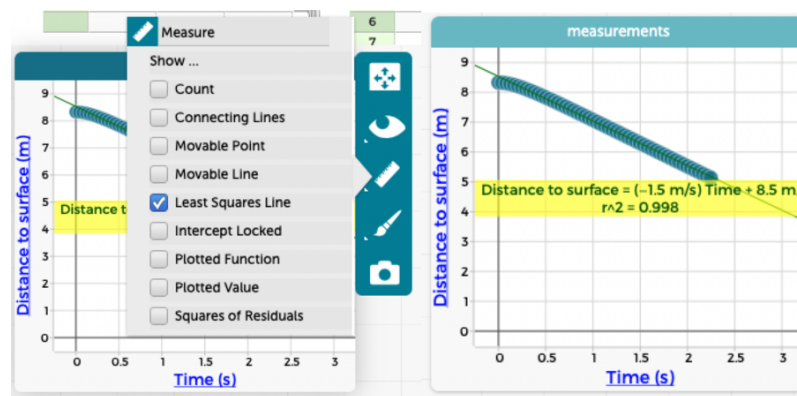 6
7
Measure
Show ...
Count
Connecting Lines
Movable Point
Movable Line
Least Squares Line
Intercept Locked
Plotted Function
Plotted Value
Squares of Residuals
Distance to surface (m)
9
8
7
6
5
4
3
2
1
0
Distance t
0 0.5 1 1.5 2 2.5 3
Time (s)
measurements
Distance to surface (m)
9
8
7
6
5
4
3
2
1
0
Distance to surface = (−1.5 m/s) Time + 8.5 m
r^2 = 0.998
0 0.5 1 1.5 2 2.5 3
Time (s)